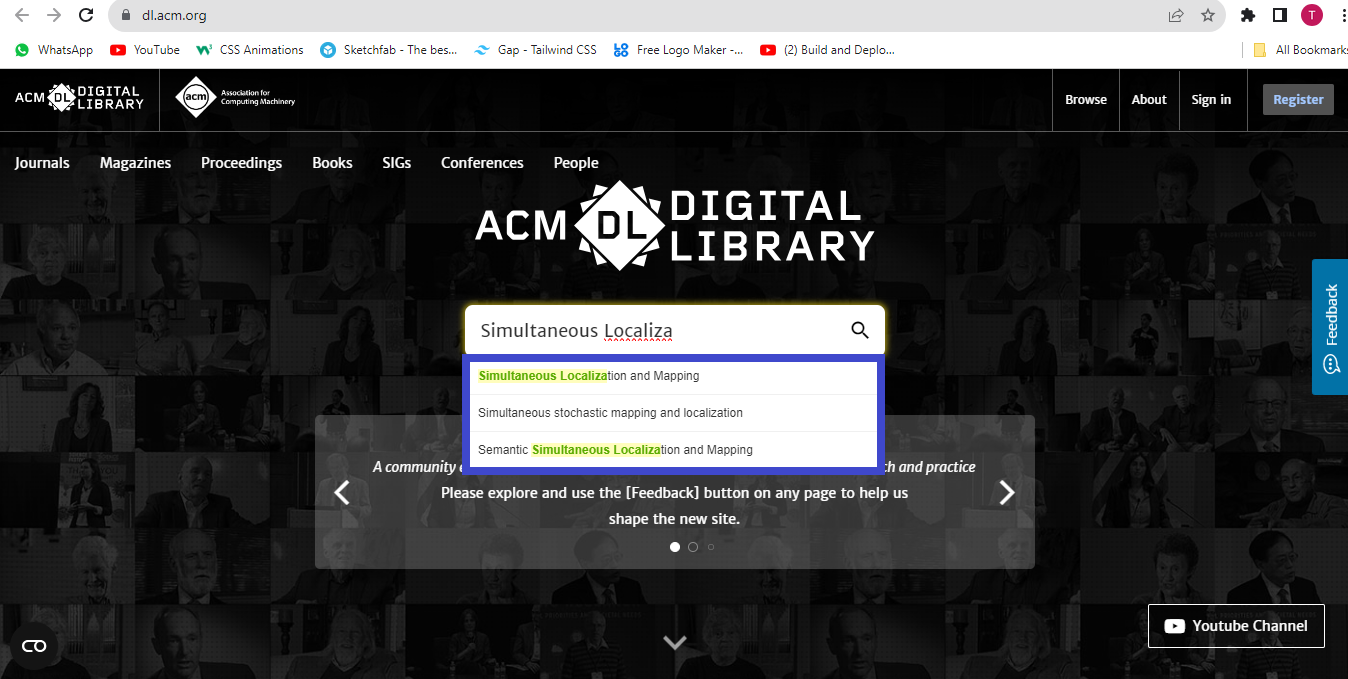 dl.acm.org
T
WhatsApp
YouTube
CSS Animations
Sketchfab - The bes...
Gap - Tailwind CSS
Free Logo Maker -...
(2) Build and Deplo...
All Bookmarks
ACM DL DIGITAL LIBRARY
acm Association for Computing Machinery
Browse
About
Sign in
Register
Journals
Magazines
Proceedings
Books
SIGs
Conferences
People
ACM DL DIGITAL LIBRARY
Simultaneous Localiza
Simultaneous Localization and Mapping
Simultaneous stochastic mapping and localization
Semantic Simultaneous Localization and Mapping
A community and practice
Please explore and use the [Feedback] button on any page to help us
shape the new site.
Feedback
Youtube Channel